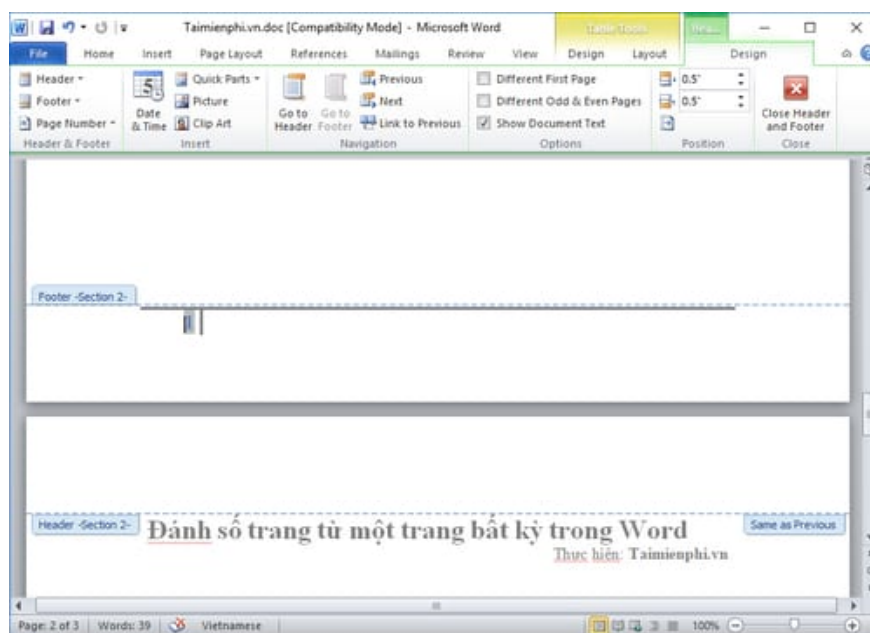 Taimienphi.vn.doc [Compatibility Mode] - Microsoft Word
Table Tools
File Home Insert Page Layout References Mailings Review View Design Layout Design
Header
Footer
Page Number
Header & Footer
Date & Time
Quick Parts
Picture
Clip Art
Insert
Go to Header
Go to Footer
Previous
Next
Link to Previous
Navigation
Different First Page
Different Odd & Even Pages
Show Document Text
Options
0.5"
0.5"
Position
Close Header and Footer
Close
Footer -Section 2-
Header -Section 2-
Đánh số trang từ một trang bất kỳ trong Word
Same as Previous
Thực hiện: Taimienphi.vn
Page: 2 of 3 Words: 39 Vietnamese 100%